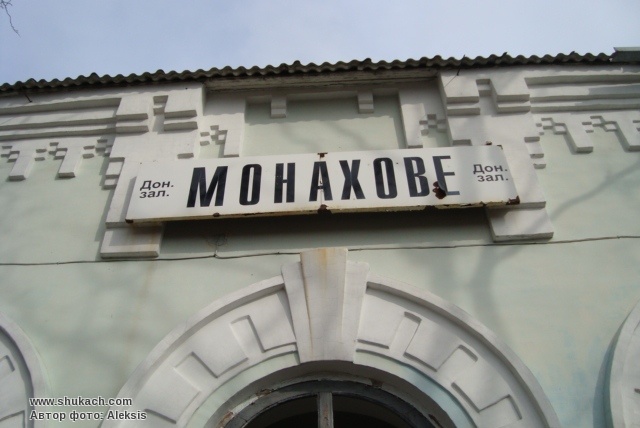 Дон.
зал.
МОНАХОВЕ
Дон.
зал.
www.shukach.com
Автор фото: Aleksis